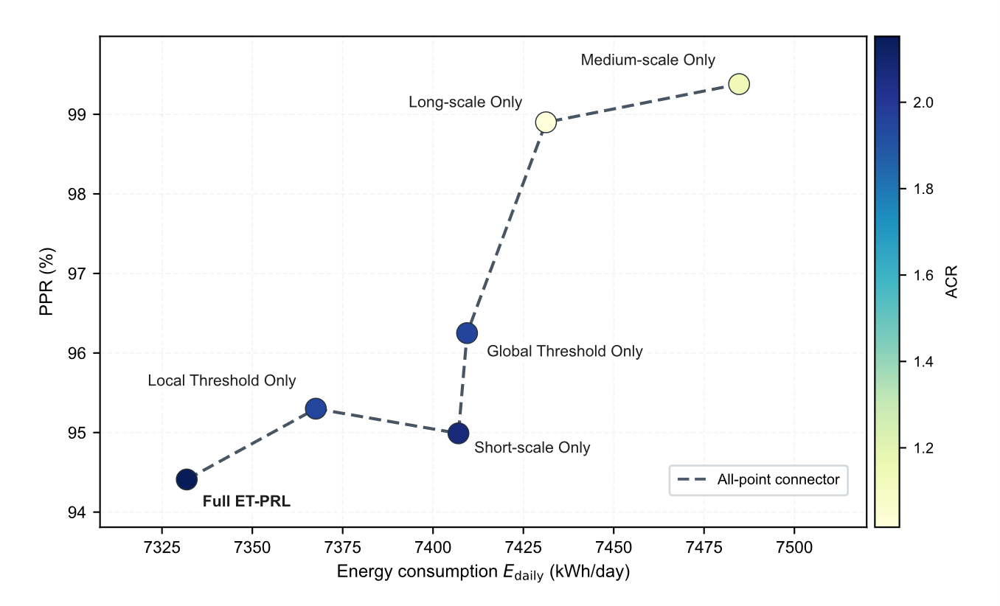 Medium-scale Only
Long-scale Only
Global Threshold Only
Local Threshold Only
Short-scale Only
Full ET-PRL
All-point connector
99
98
97
96
95
94
PPR (%)
7325 7350 7375 7400 7425 7450 7475 7500
Energy consumption E_daily (kWh/day)
2.0
1.8
1.6
1.4
1.2
ACR